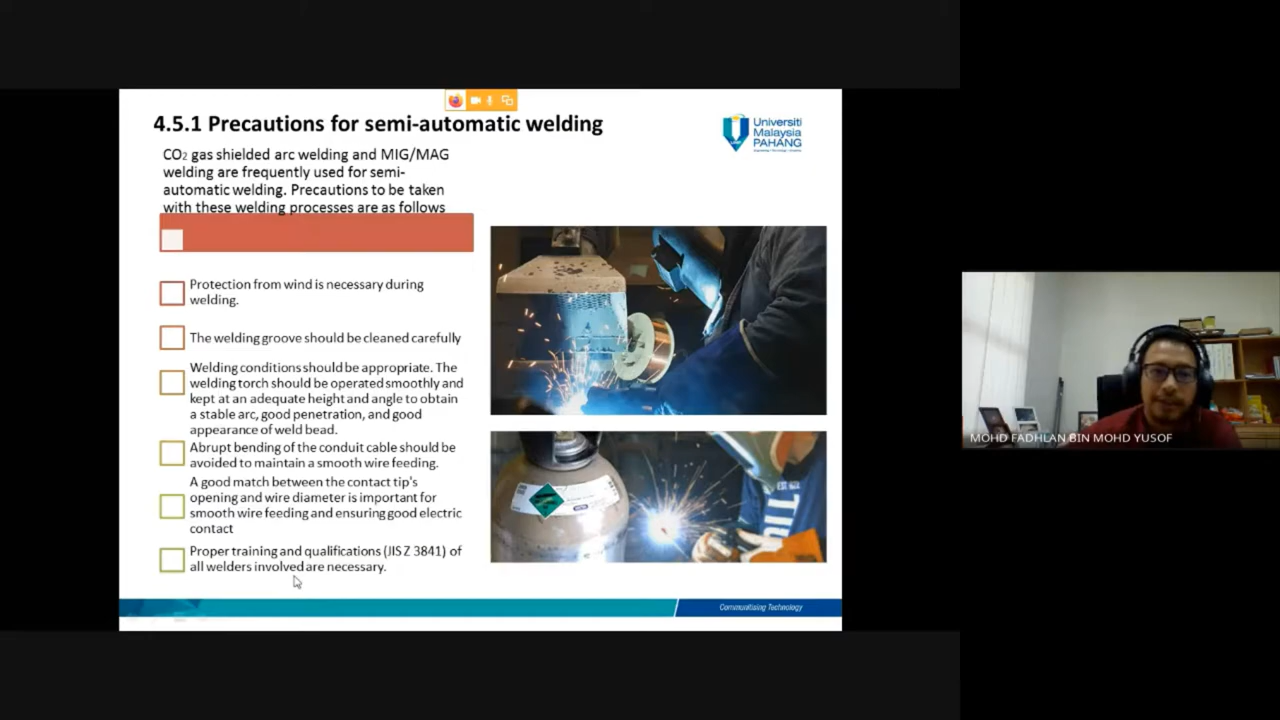 4.5.1 Precautions for semi-automatic welding
Universiti
Malaysia
PAHANG
CO2 gas shielded arc welding and MIG/MAG
welding are frequently used for semi-
automatic welding. Precautions to be taken
with these welding processes are as follows
Protection from wind is necessary during
welding.
The welding groove should be cleaned carefully
Welding conditions should be appropriate. The
welding torch should be operated smoothly and
kept at an adequate height and angle to obtain
a stable arc, good penetration, and good
appearance of weld bead.
Abrupt bending of the conduit cable should be
avoided to maintain a smooth wire feeding.
A good match between the contact tip's
opening and wire diameter is important for
smooth wire feeding and ensuring good electric
contact
Proper training and qualifications (JIS Z 3841) of
all welders involved are necessary.
Communitising Technology
MOHD FADHLAN BIN MOHD YUSOF